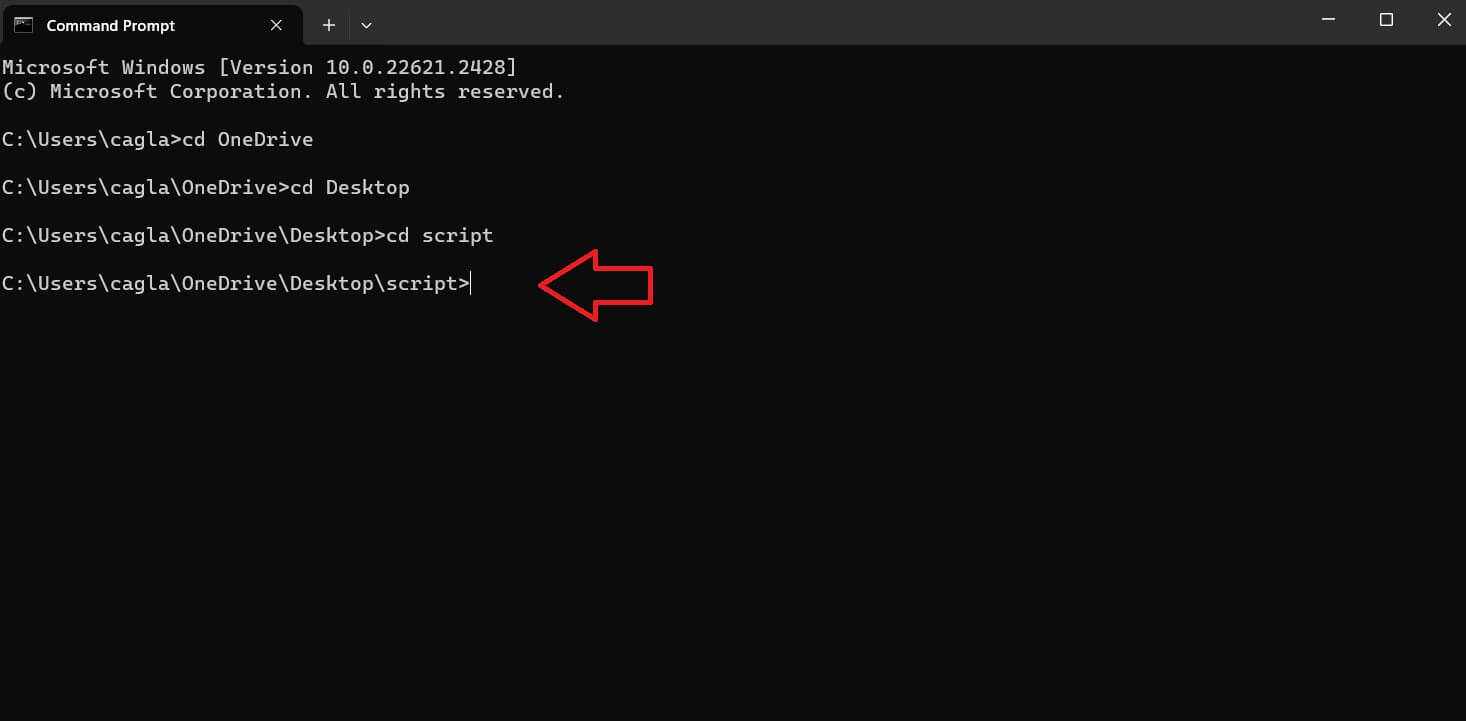 Command Prompt
Microsoft Windows [Version 10.0.22621.2428]
(c) Microsoft Corporation. All rights reserved.
C:\Users\cagla>cd OneDrive
C:\Users\cagla\OneDrive>cd Desktop
C:\Users\cagla\OneDrive\Desktop>cd script
C:\Users\cagla\OneDrive\Desktop\script>